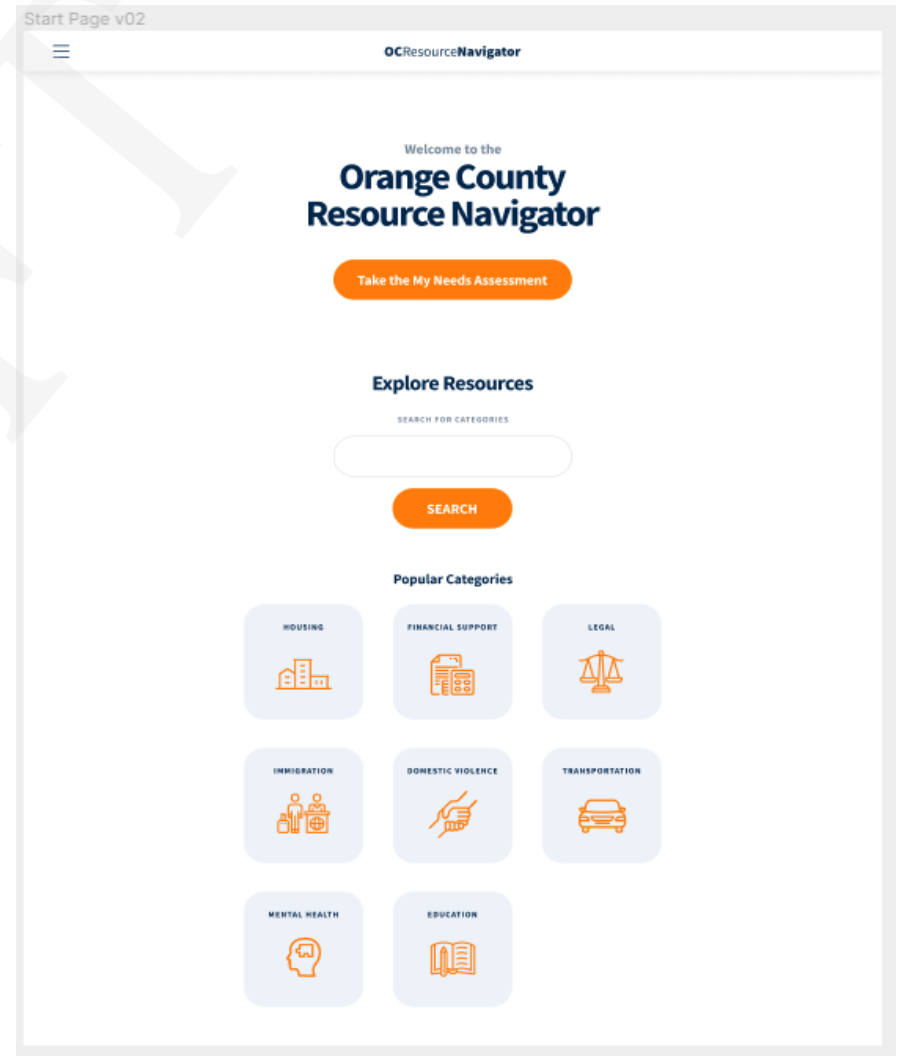 Start Page v02
OCResourceNavigator
Welcome to the
Orange County
Resource Navigator
Take the My Needs Assessment
Explore Resources
SEARCH FOR CATEGORIES
SEARCH
Popular Categories
HOUSING
FINANCIAL SUPPORT
LEGAL
IMMIGRATION
DOMESTIC VIOLENCE
TRANSPORTATION
MENTAL HEALTH
EDUCATION